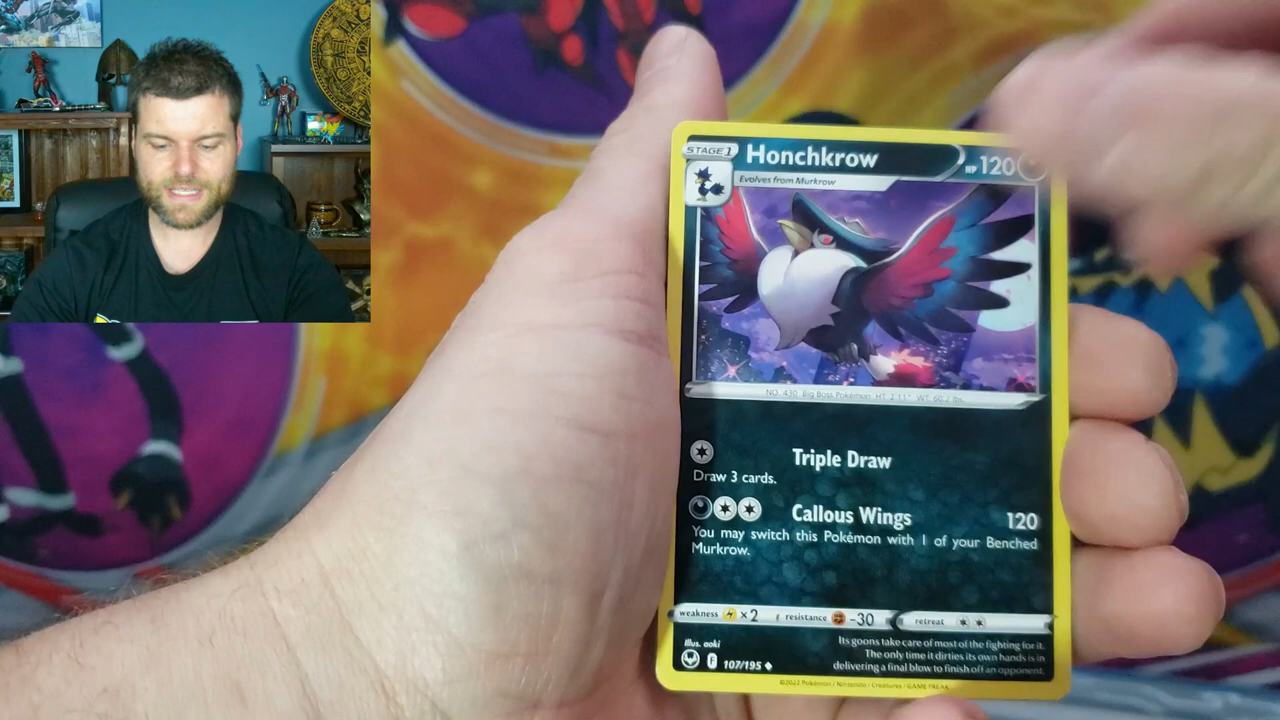 STAGE 1
Honchkrow
HP 120
Evolves from Murkrow
NO. 430 Big Boss Pokémon HT: 2'11" WT: 60.2 lbs.
Triple Draw
Draw 3 cards.
Callous Wings 120
You may switch this Pokémon with 1 of your Benched
Murkrow.
weakness ×2 resistance -30 retreat
Illus. aoki
F 107/195
Its goons take care of most of the fighting for it.
The only time it dirties its own hands is in
delivering a final blow to finish off an opponent.
©2022 Pokémon / Nintendo / Creatures / GAME FREAK